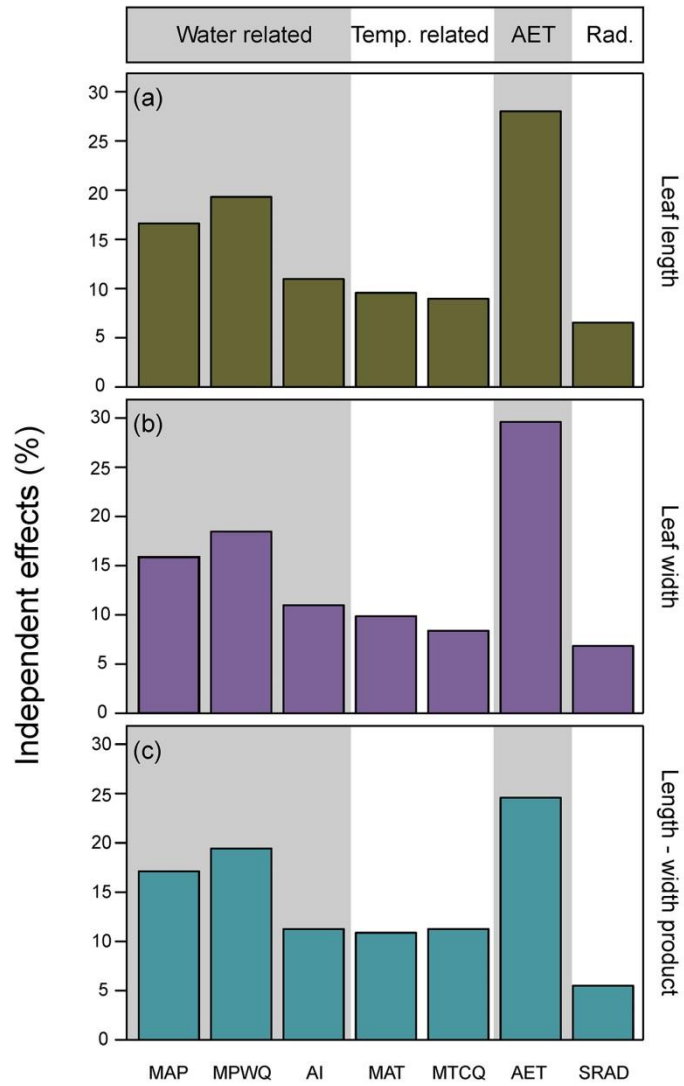 Water related Temp. related AET Rad.
(a)
30
25
20
15
10
5
0
Leaf length
(b)
30
25
20
15
10
5
0
Leaf width
(c)
30
25
20
15
10
5
0
Length - width product
Independent effects (%)
MAP MPWQ AI MAT MTCQ AET SRAD